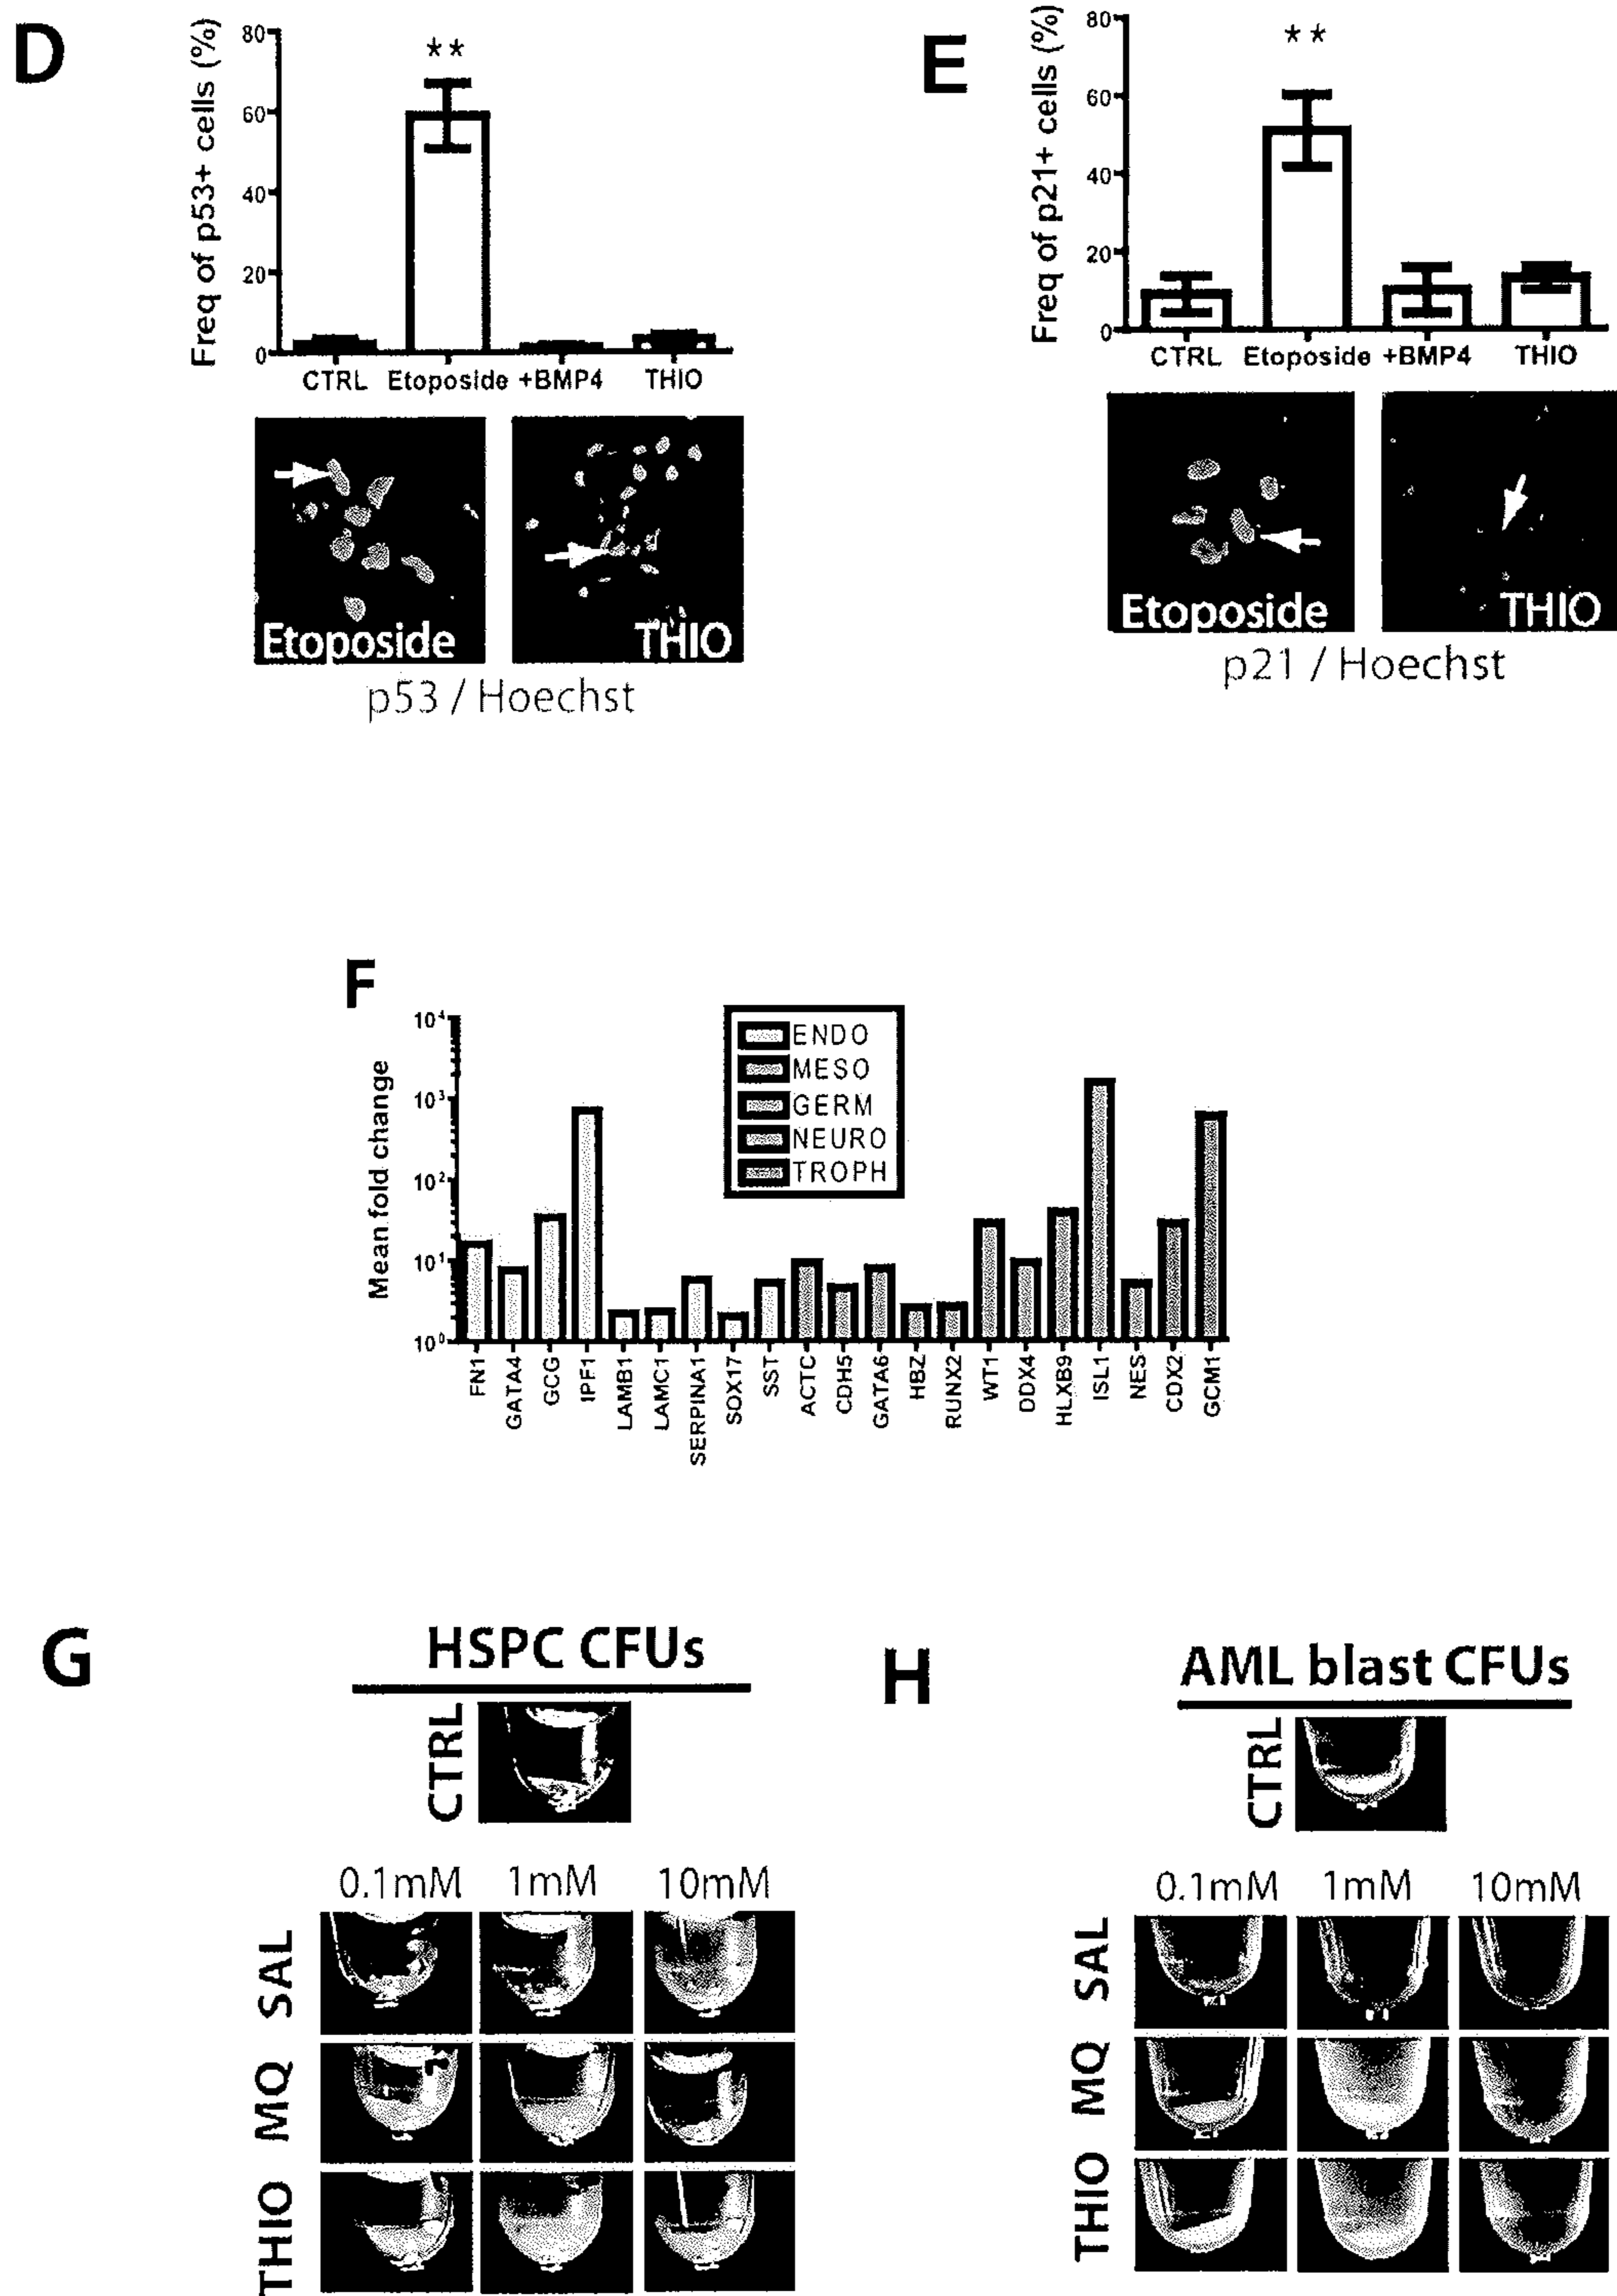 D
Freq of p53+ cells (%)
80
60
40
20
0
**
CTRL Etoposide +BMP4 THIO
Etoposide
THIO
p53 / Hoechst
E
Freq of p21+ cells (%)
80
60
40
20
0
**
CTRL Etoposide +BMP4 THIO
Etoposide
THIO
p21 / Hoechst
F
Mean fold change
10⁴
10³
10²
10¹
10⁰
ENDO
MESO
GERM
NEURO
TROPH
FN1
GATA4
GCG
IPF1
LAMB1
LAMC1
SERPINA1
SOX17
SST
ACTC
CDH5
GATA6
HBZ
RUNX2
WT1
DDX4
HLXB9
ISL1
NES
CDX2
GCM1
G
HSPC CFUs
CTRL
0.1mM 1mM 10mM
SAL
MQ
THIO
H
AML blast CFUs
CTRL
0.1mM 1mM 10mM
SAL
MQ
THIO